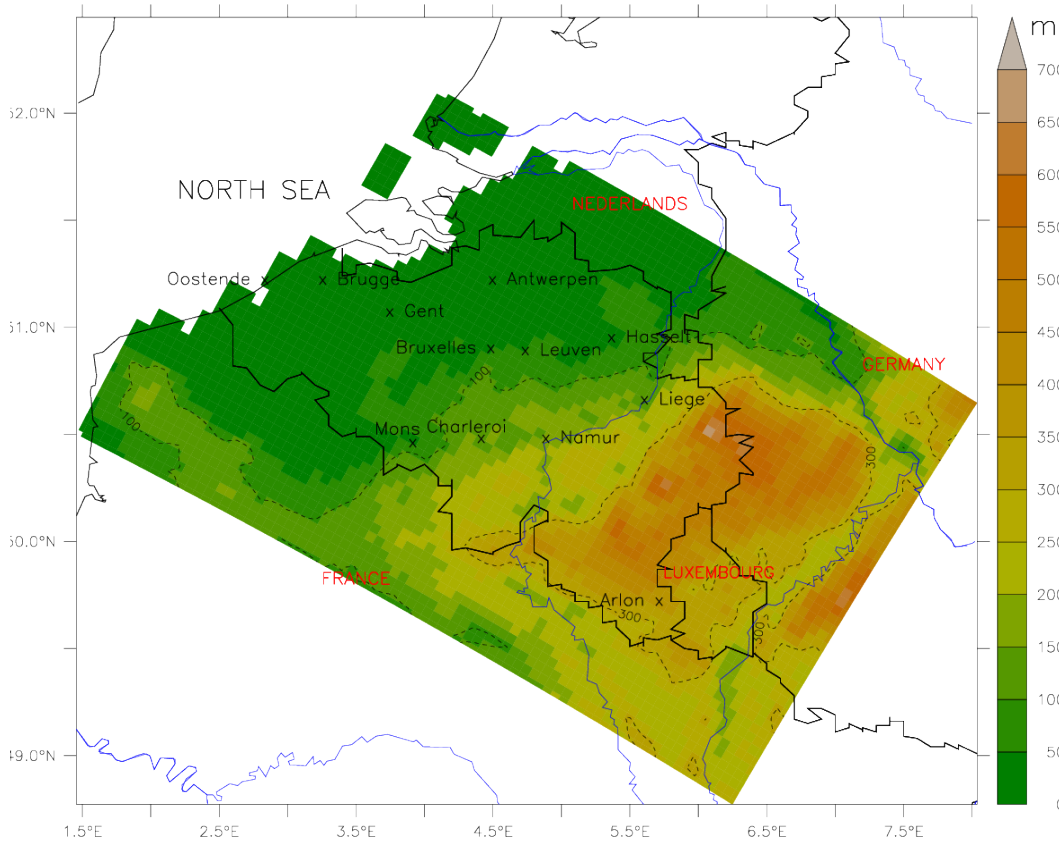 m
700
650
600
550
500
450
400
350
300
250
200
150
100
50
0
52.0°N
51.0°N
50.0°N
49.0°N
NORTH SEA
NEDERLANDS
Oostende
Brugge
Antwerpen
Gent
Hasselt
Bruxelles
Leuven
GERMANY
100
Liege
100
Mons
Charleroi
Namur
300
FRANCE
LUXEMBOURG
Arlon
300
300
1.5°E
2.5°E
3.5°E
4.5°E
5.5°E
6.5°E
7.5°E